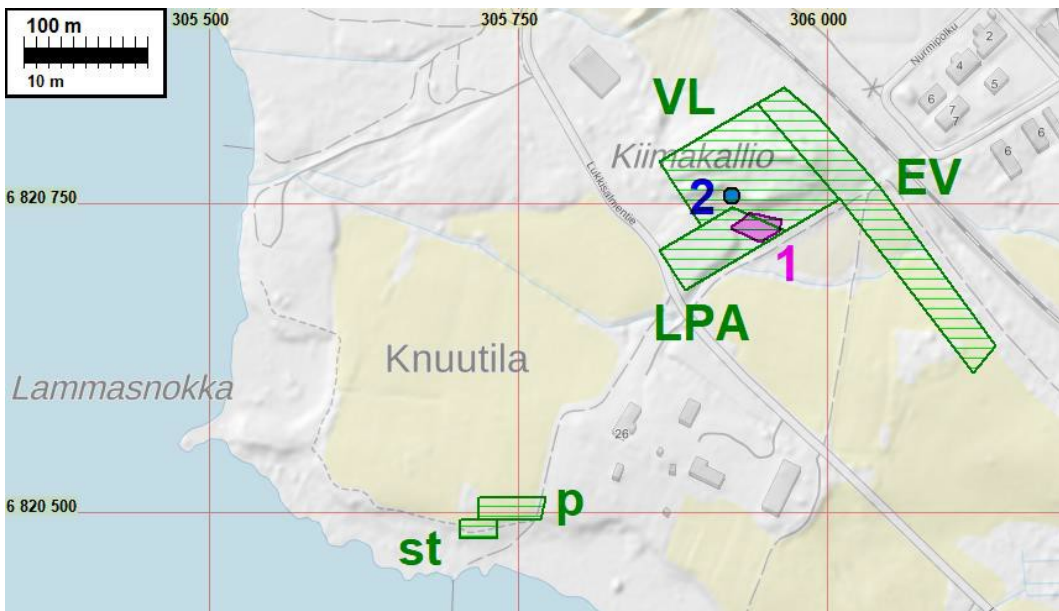 100 m
10 m
305 500
305 750
306 000
Nurmipolku
2
4
5
6
7
7
6
6
VL
Kiimakallio
EV
Lukkisalmentie
6 820 750
2
1
LPA
Knuutila
Lammasnokka
26
6 820 500
p
st